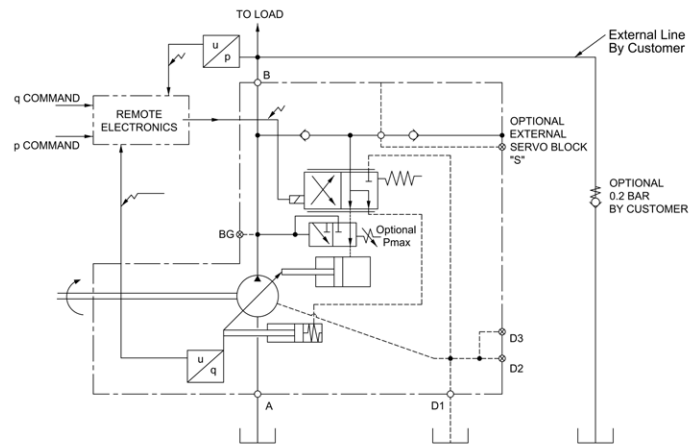 TO LOAD
External Line
By Customer
u
p
B
q COMMAND
REMOTE
ELECTRONICS
p COMMAND
OPTIONAL
EXTERNAL
SERVO BLOCK
"S"
OPTIONAL
0.2 BAR
BY CUSTOMER
BG
Optional
Pmax
D3
D2
u
q
A
D1